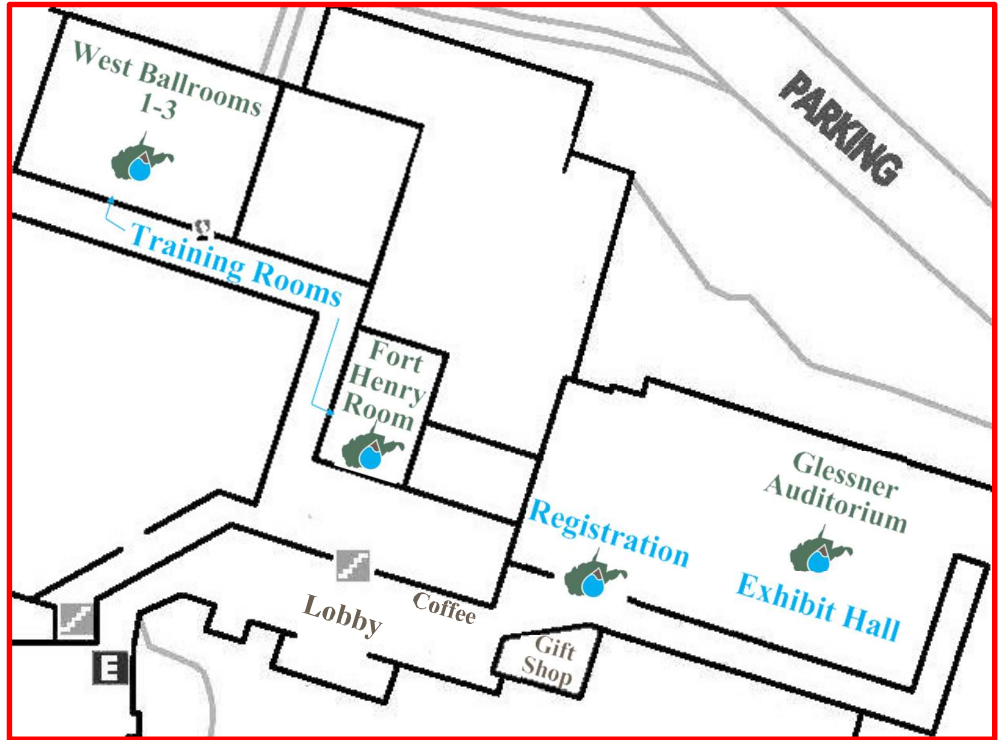 West Ballrooms
1-3
PARKING
Training Rooms
Fort
Henry
Room
Glessner
Auditorium
Registration
Exhibit Hall
Coffee
Lobby
Gift
Shop
E